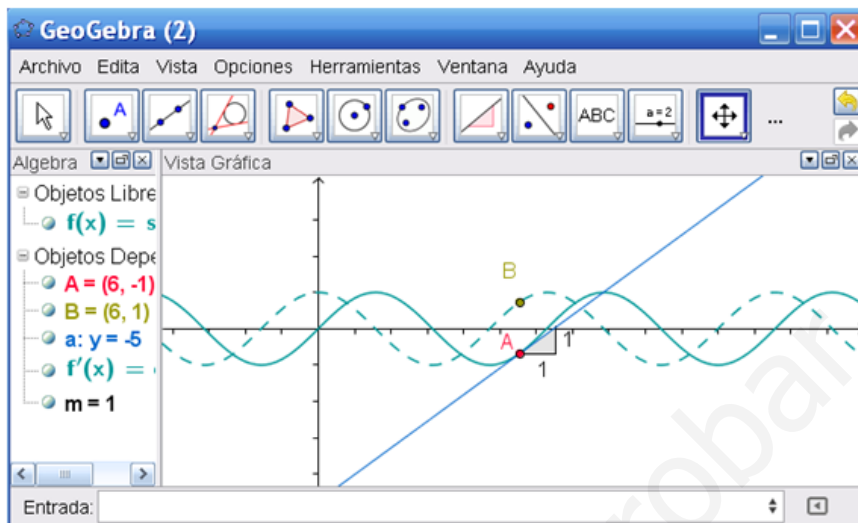 GeoGebra (2)
Archivo Edita Vista Opciones Herramientas Ventana Ayuda
A ABC a=2 ...
Algebra Vista Gráfica
Objetos Libre
f(x) = s
Objetos Depe
A = (6, -1)
B = (6, 1)
a: y = -5
f′(x) =
m = 1
B
A
1
1
Entrada:
robar